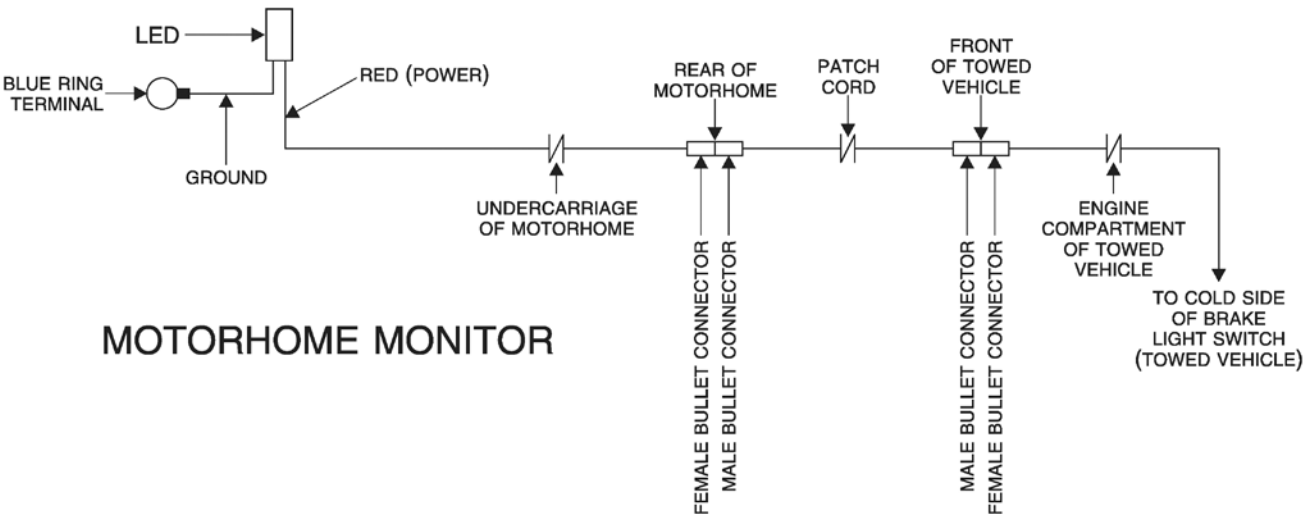 LED
BLUE RING
TERMINAL
GROUND
RED (POWER)
UNDERCARRIAGE
OF MOTORHOME
REAR OF
MOTORHOME
FEMALE BULLET CONNECTOR
MALE BULLET CONNECTOR
PATCH
CORD
FRONT
OF TOWED
VEHICLE
MALE BULLET CONNECTOR
FEMALE BULLET CONNECTOR
ENGINE
COMPARTMENT
OF TOWED
VEHICLE
TO COLD SIDE
OF BRAKE
LIGHT SWITCH
(TOWED VEHICLE)
MOTORHOME MONITOR